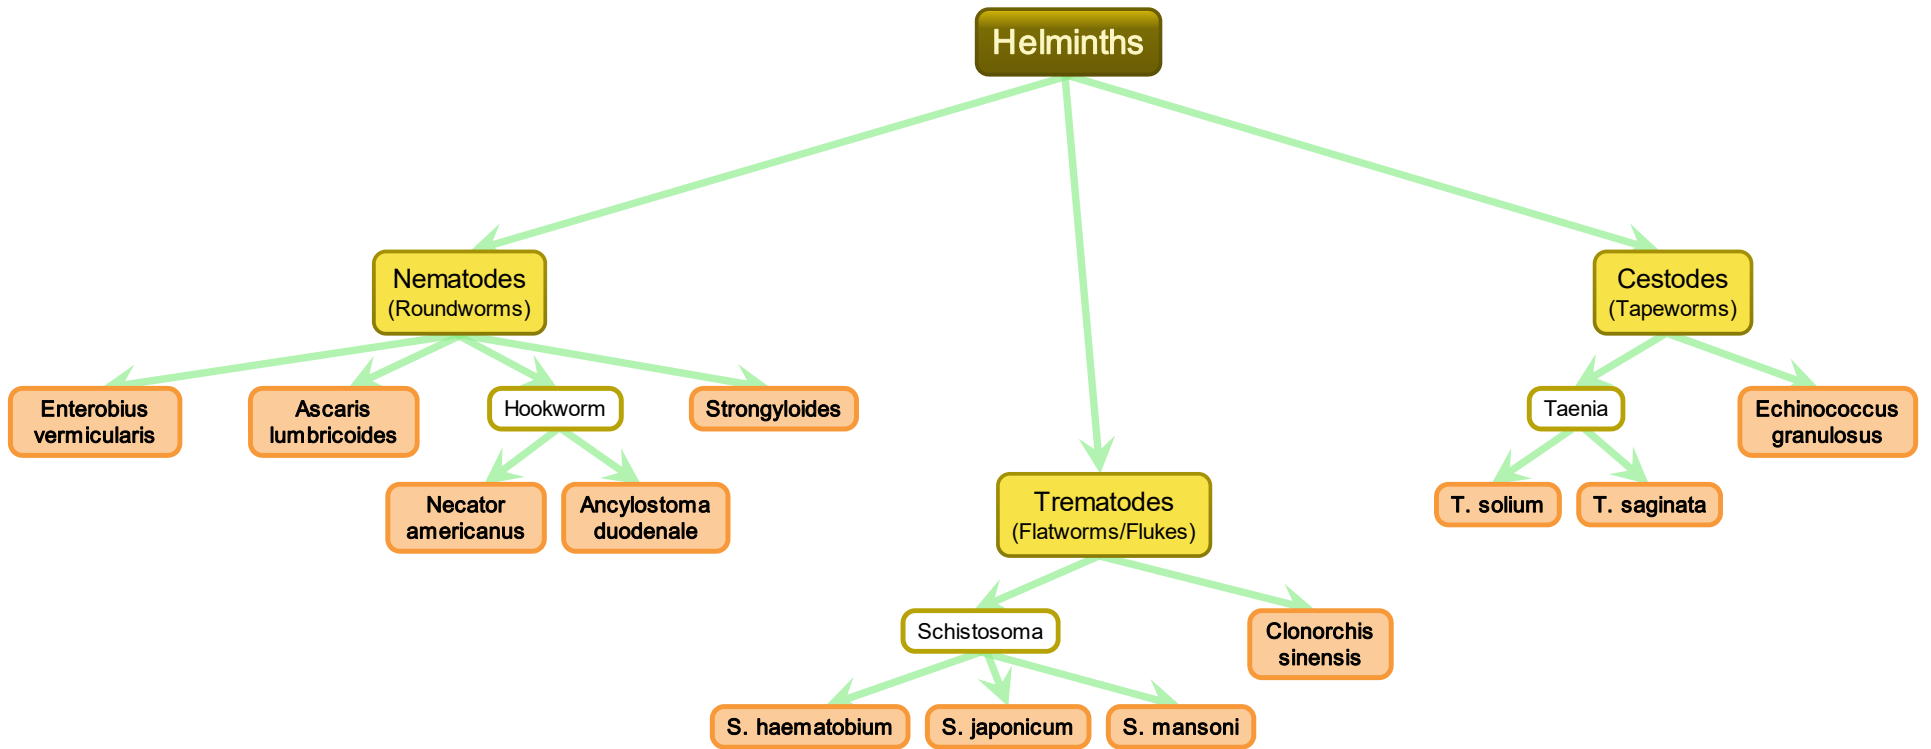 Helminths
Nematodes
(Roundworms)
Cestodes
(Tapeworms)
Enterobius
vermicularis
Ascaris
lumbricoides
Hookworm
Strongyloides
Taenia
Echinococcus
granulosus
Necator
americanus
Ancylostoma
duodenale
Trematodes
(Flatworms/Flukes)
T. solium
T. saginata
Schistosoma
Clonorchis
sinensis
S. haematobium
S. japonicum
S. mansoni